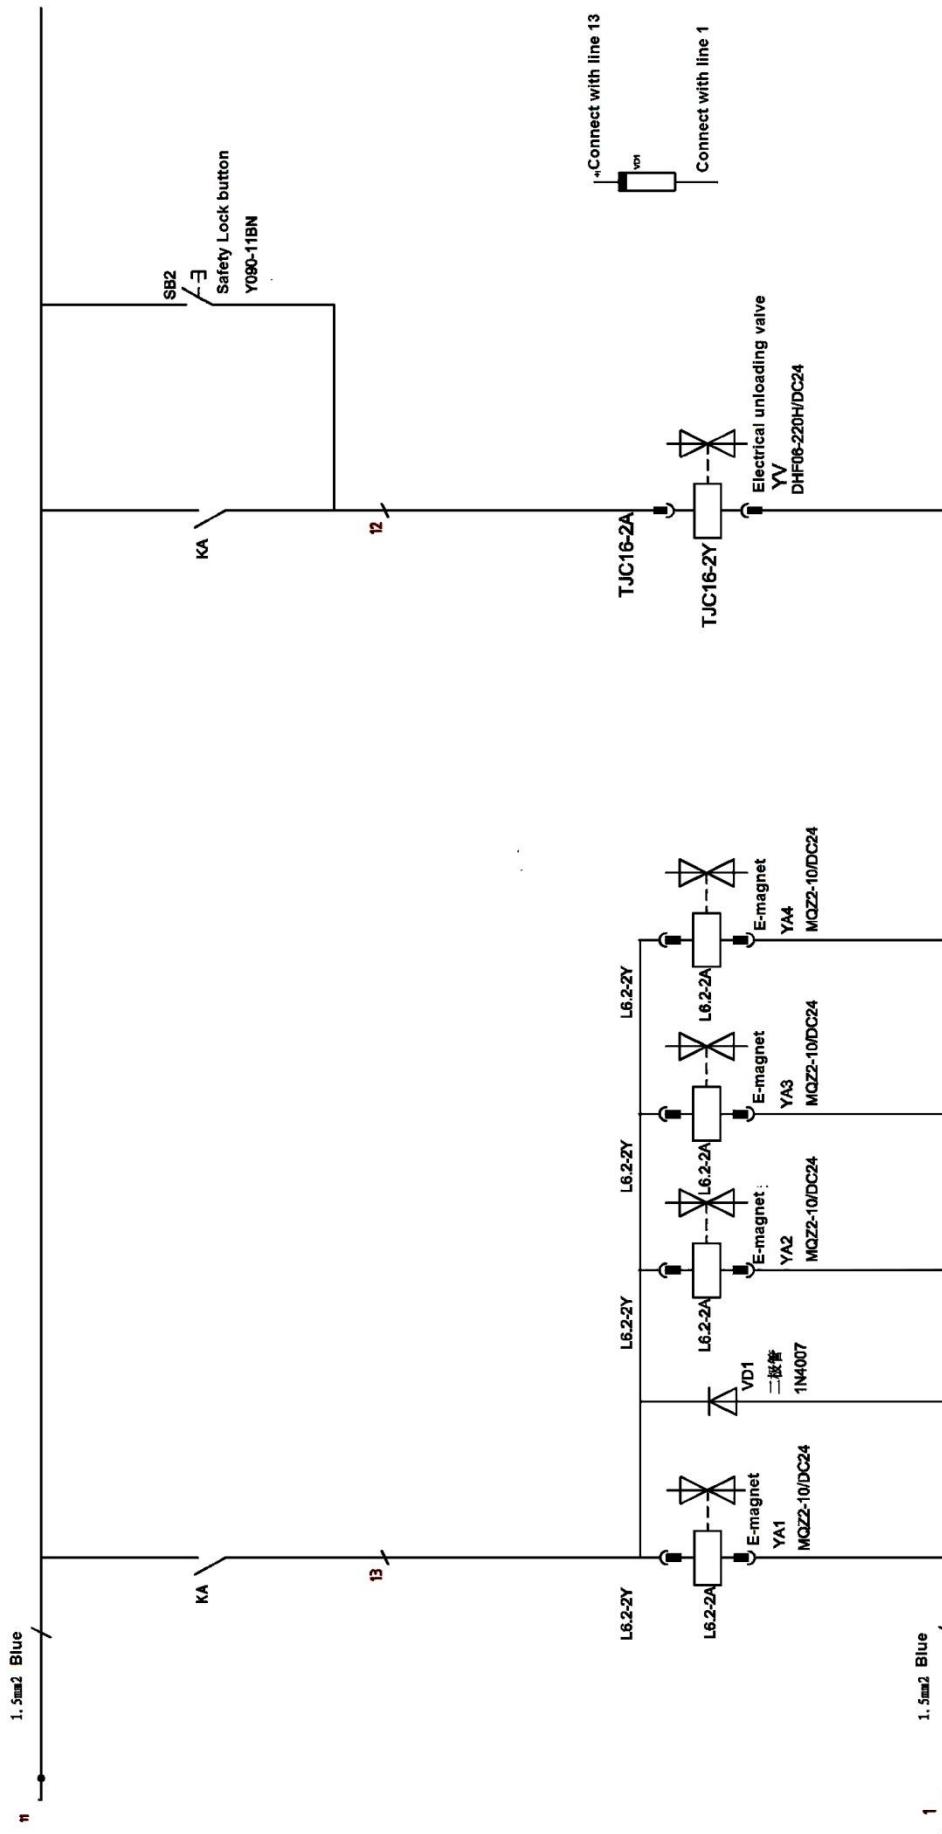 11
1.5mm2 Blue
KA
13
L6.2-2Y
L6.2-2A
E-magnet
YA1
MQZ2-10/DC24
VD1
二极管
1N4007
L6.2-2Y
L6.2-2A
E-magnet
YA2
MQZ2-10/DC24
L6.2-2Y
L6.2-2A
E-magnet
YA3
MQZ2-10/DC24
L6.2-2Y
L6.2-2A
E-magnet
YA4
MQZ2-10/DC24
KA
12
SB2
Safety Lock button
Y090-11BN
TJC16-2A
TJC16-2Y
Electrical unloading valve
YV
DHF06-220H/DC24
Connect with line 13
VD1
Connect with line 1
1
1.5mm2 Blue